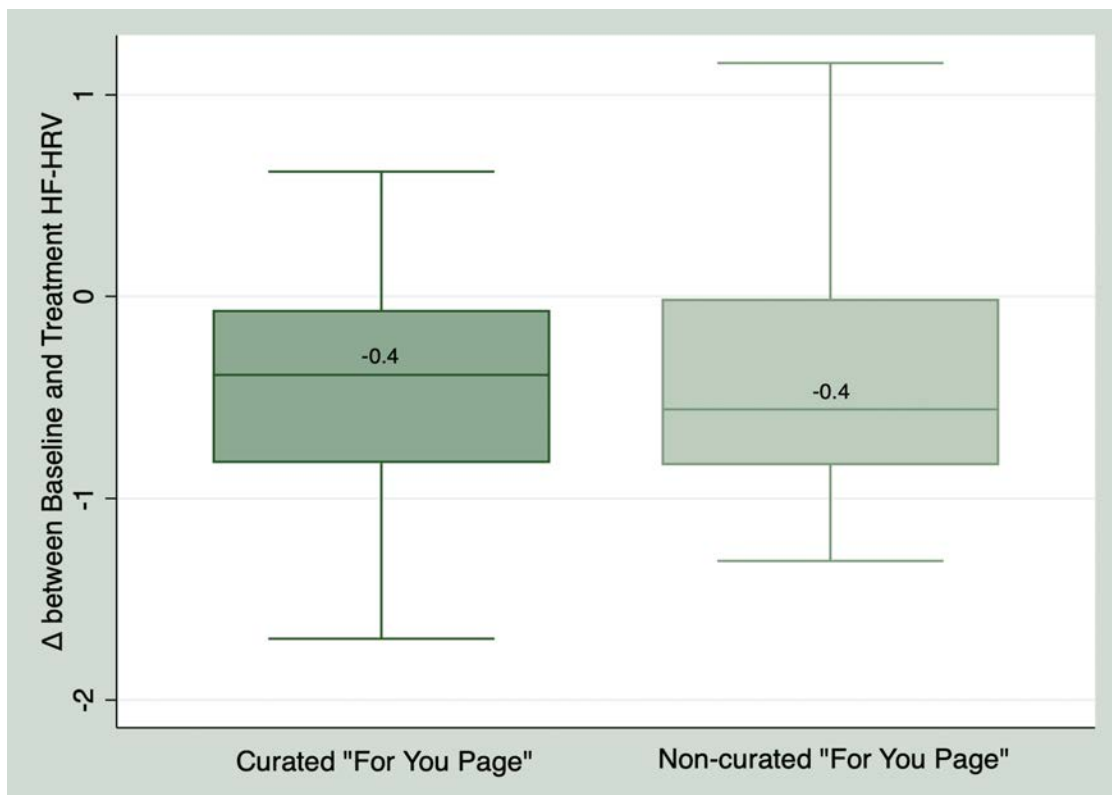 Δ between Baseline and Treatment HF-HRV
1
0
-1
-2
-0.4
-0.4
Curated "For You Page"
Non-curated "For You Page"